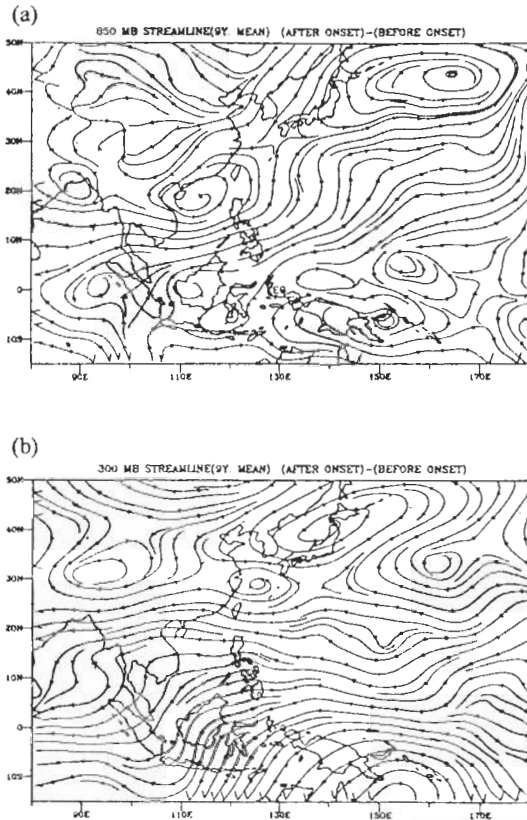 (a)
850 MB STREAMLINE(9Y. MEAN) (AFTER ONSET)-(BEFORE ONSET)
50N
40N
30N
20N
10N
0
10S
EQ
90E 110E 130E 150E 170E
(b)
300 MB STREAMLINE(9Y. MEAN) (AFTER ONSET)-(BEFORE ONSET)
50N
40N
30N
20N
10N
0
10S
90E 110E 130E 150E 170E